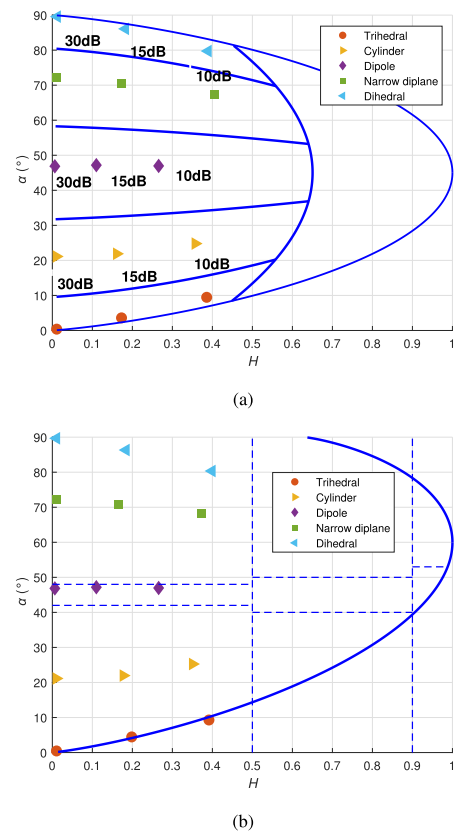 90
80
70
60
50
40
30
20
10
0
α (°)
30dB
15dB
10dB
30dB
15dB
10dB
30dB
15dB
10dB
Trihedral
Cylinder
Dipole
Narrow diplane
Dihedral
0 0.1 0.2 0.3 0.4 0.5 0.6 0.7 0.8 0.9 1
H
(a)
90
80
70
60
50
40
30
20
10
0
α (°)
Trihedral
Cylinder
Dipole
Narrow diplane
Dihedral
0 0.1 0.2 0.3 0.4 0.5 0.6 0.7 0.8 0.9 1
H
(b)